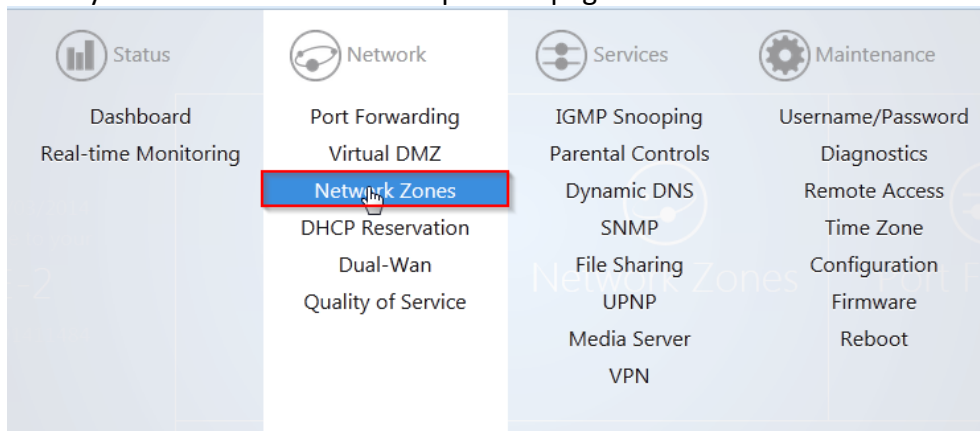 Status
Dashboard
Real-time Monitoring
Network
Port Forwarding
Virtual DMZ
Network Zones
DHCP Reservation
Dual-Wan
Quality of Service
Services
IGMP Snooping
Parental Controls
Dynamic DNS
SNMP
File Sharing
UPNP
Media Server
VPN
Maintenance
Username/Password
Diagnostics
Remote Access
Time Zone
Configuration
Firmware
Reboot
Network Zones